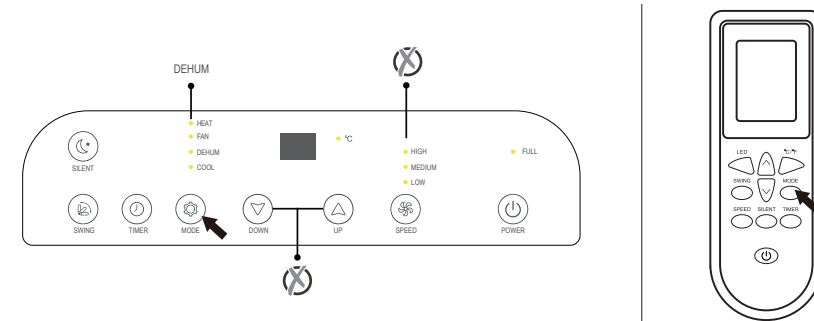 DEHUM
HEAT
FAN
DEHUM
COOL
°C
HIGH
MEDIUM
LOW
FULL
SILENT
SWING
TIMER
MODE
DOWN
UP
SPEED
POWER
LED
°C/°F
SWING
MODE
SPEED
SILENT
TIMER